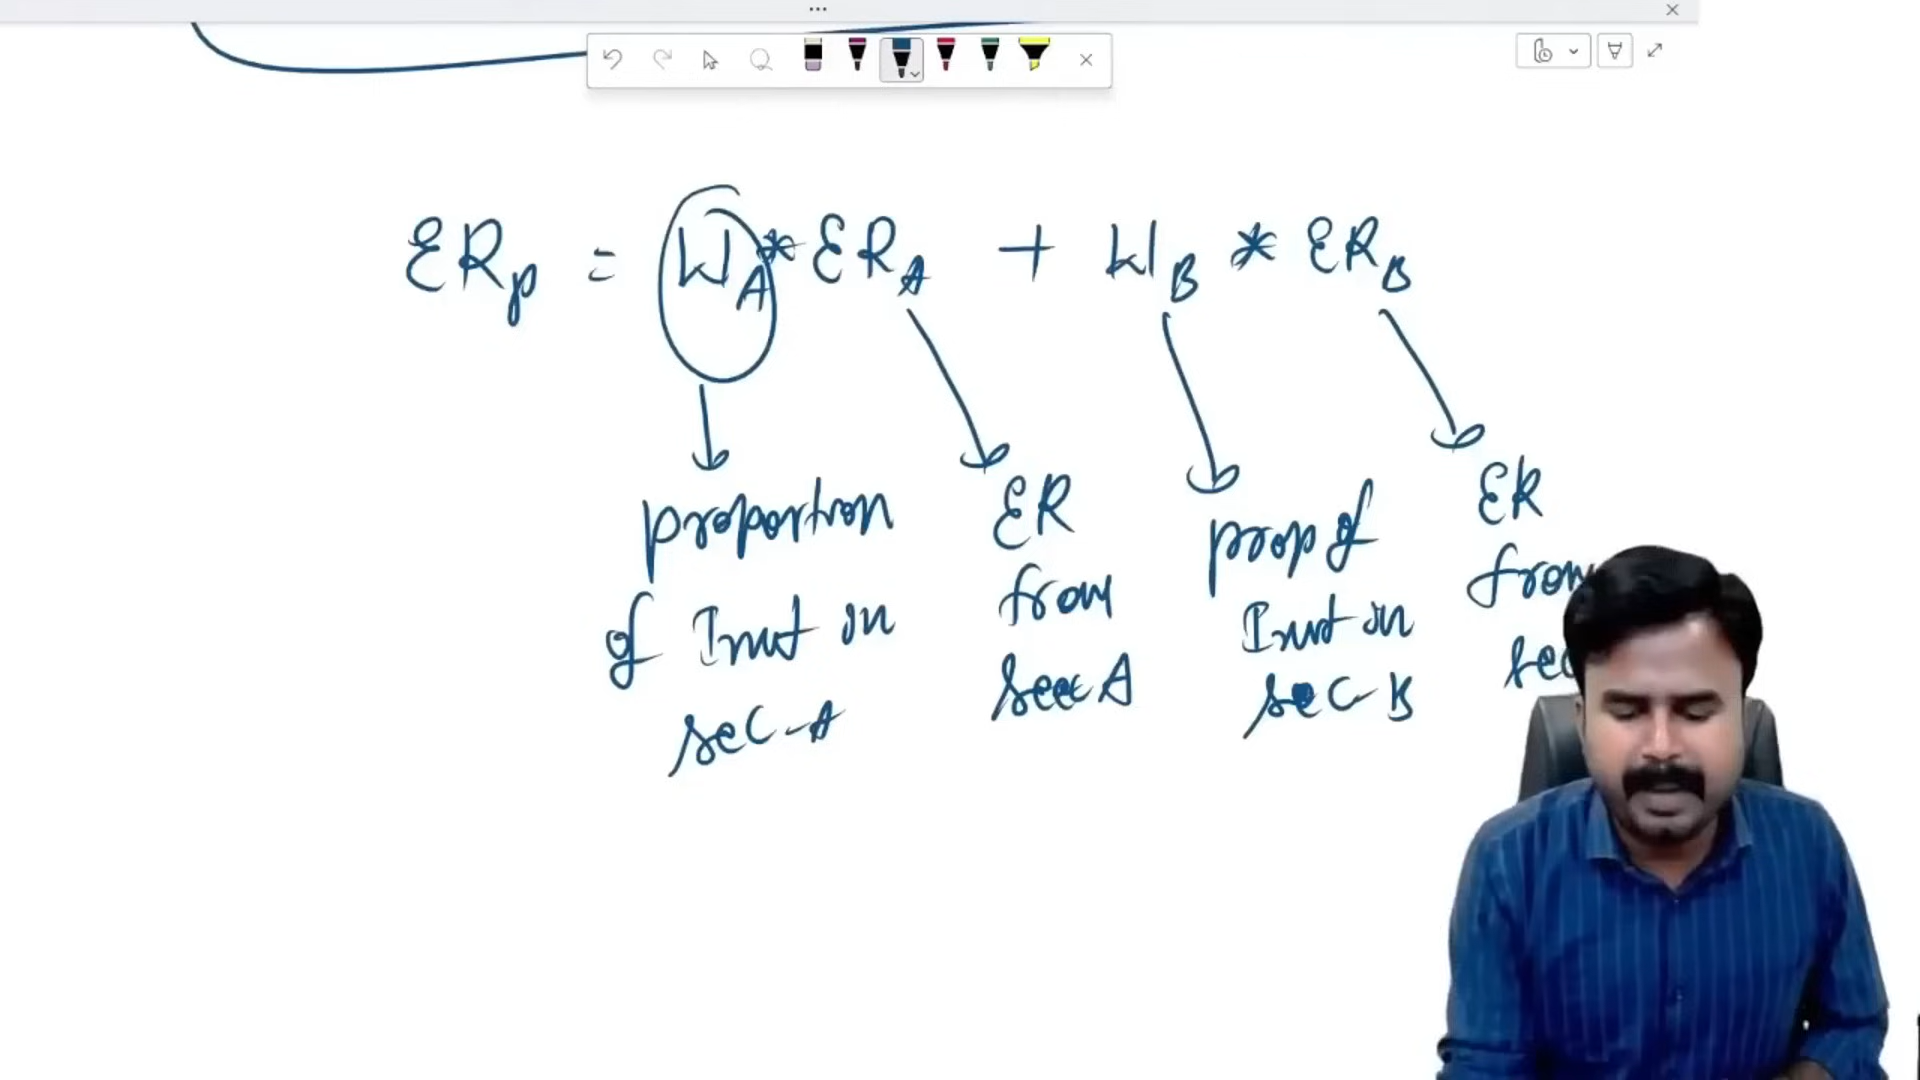 ERp = WA * ERA + WB * ERB
proportion
of Invt in
sec-A
ER
from
sec A
prop of
Invt in
sec-B
ER
from
sec